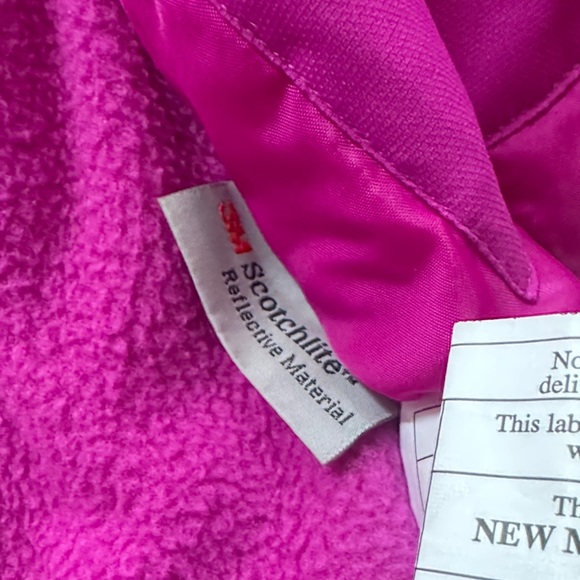 3M
Scotchlite™
Reflective Material
No
deli
This lab
w
Th
NEW M